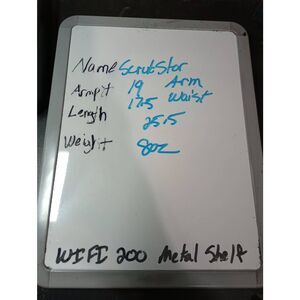 Name ScrubStar
Armpit 19 Arm
17.5 Waist
Length 25.5
Weight 8oz
WIFI 200 Metal Shelf